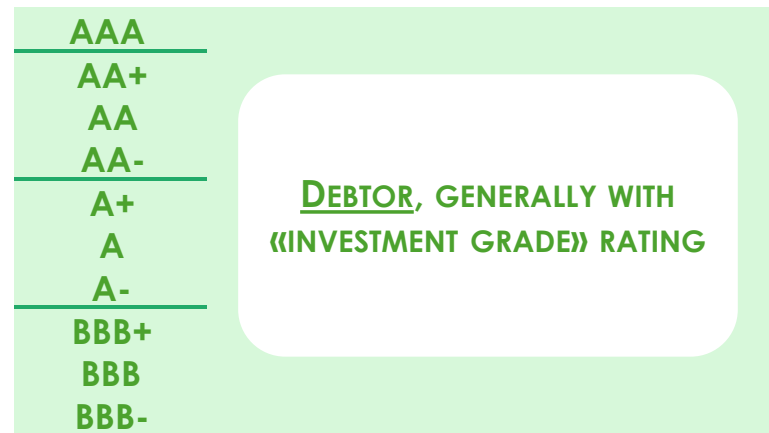 AAA
AA+
AA
AA-
A+
A
A-
BBB+
BBB
BBB-
DEBTOR, GENERALLY WITH
«INVESTMENT GRADE» RATING